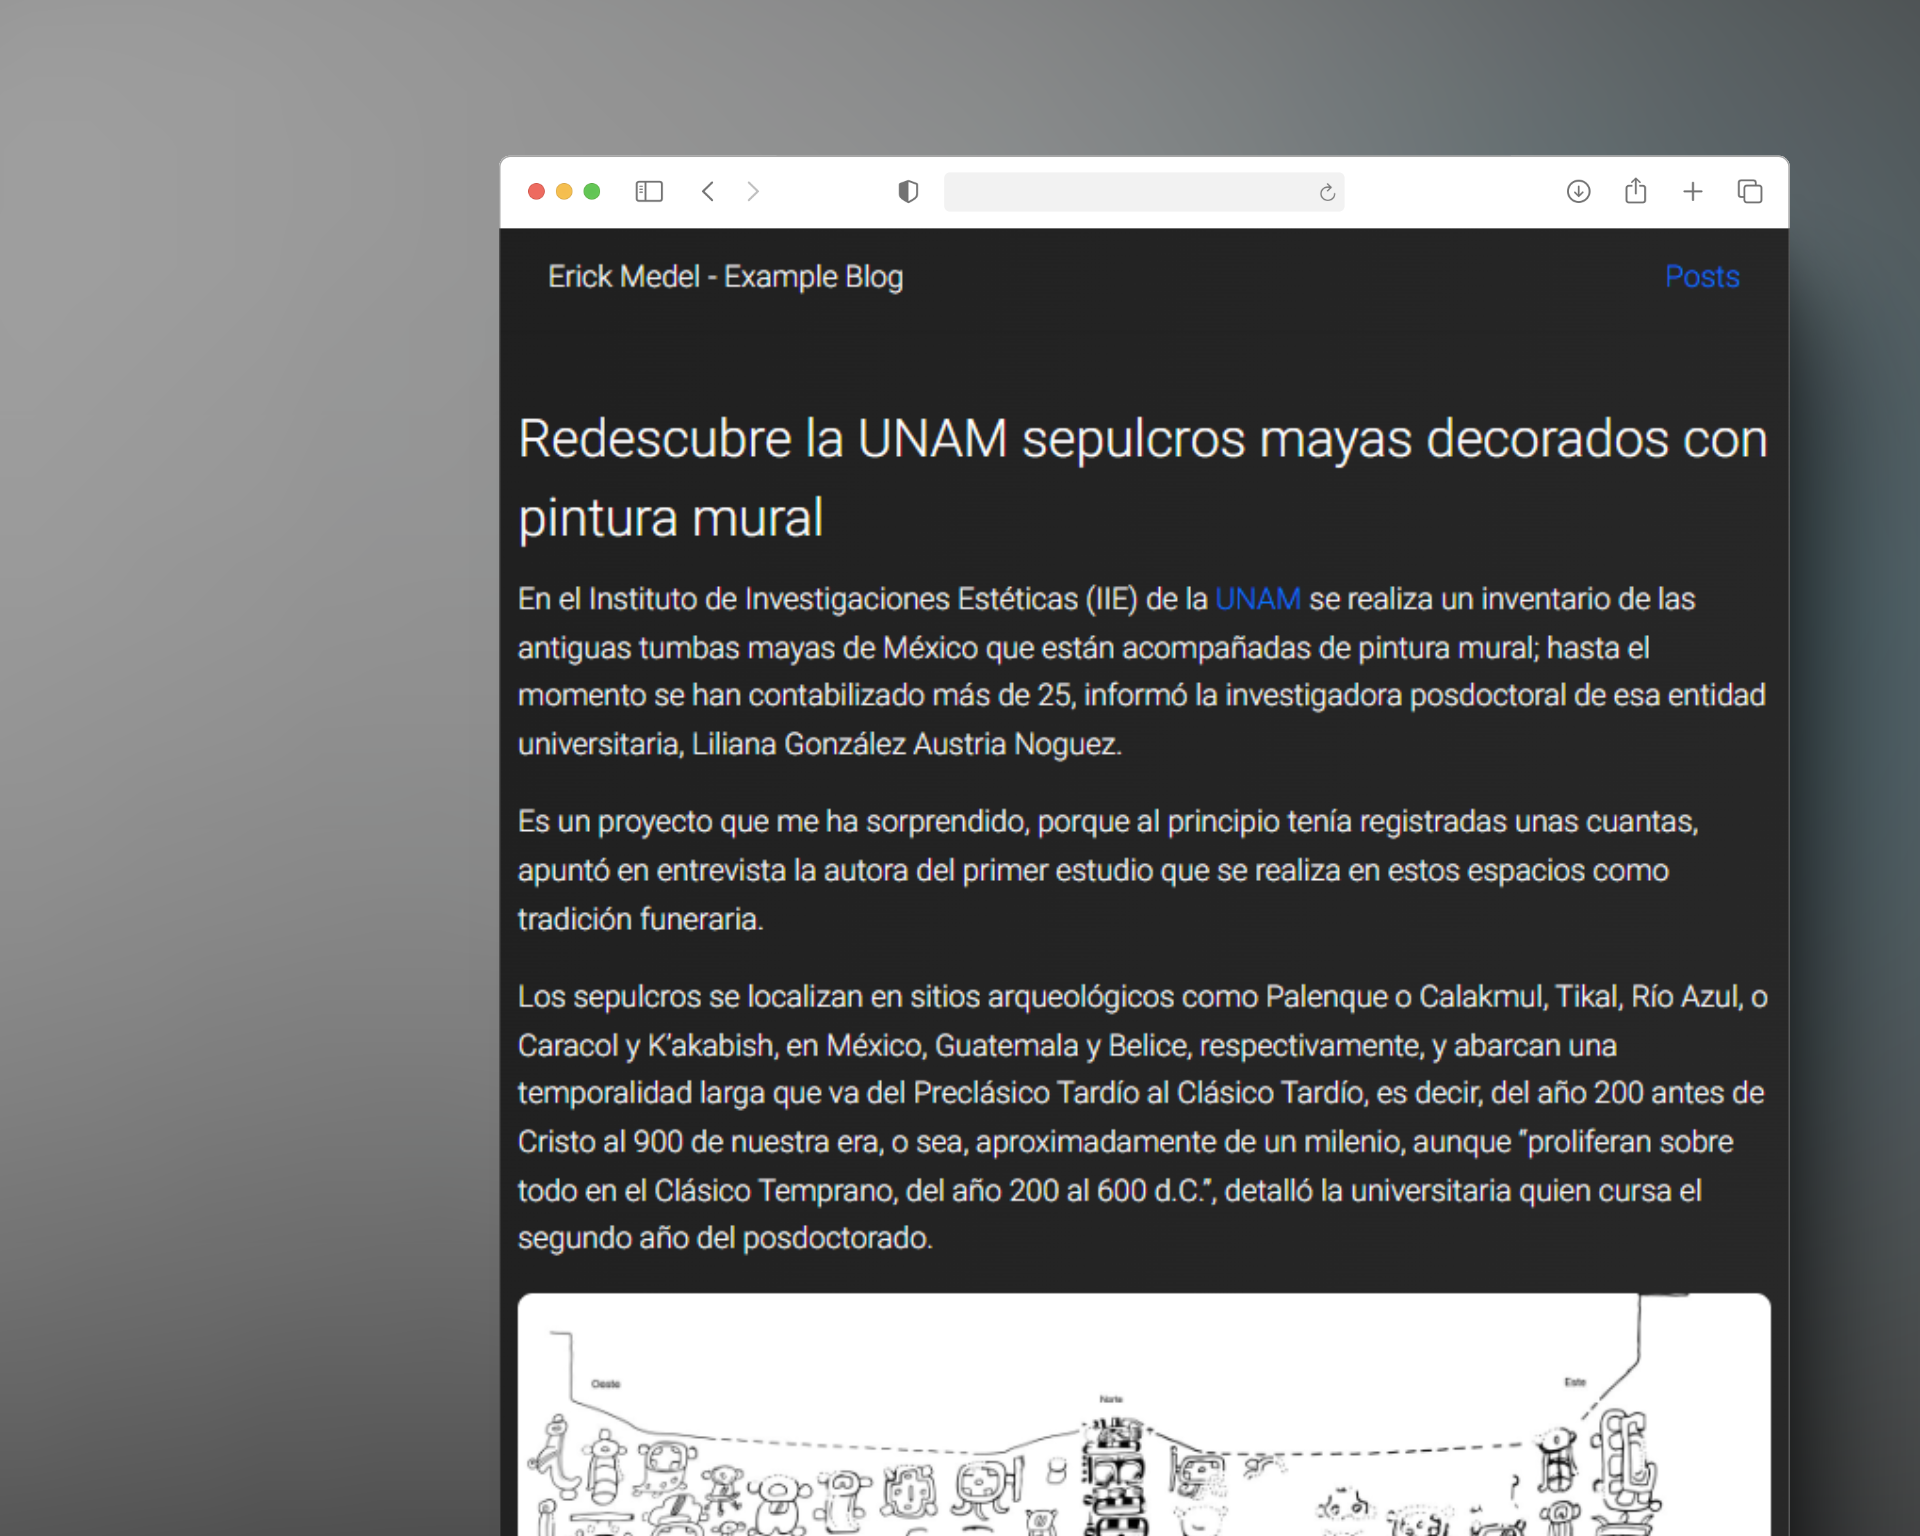 Erick Medel - Example Blog
Posts
Redescubre la UNAM sepulcros mayas decorados con
pintura mural
En el Instituto de Investigaciones Estéticas (IIE) de la UNAM se realiza un inventario de las
antiguas tumbas mayas de México que están acompañadas de pintura mural; hasta el
momento se han contabilizado más de 25, informó la investigadora posdoctoral de esa entidad
universitaria, Liliana González Austria Noguez.
Es un proyecto que me ha sorprendido, porque al principio tenía registradas unas cuantas,
apuntó en entrevista la autora del primer estudio que se realiza en estos espacios como
tradición funeraria.
Los sepulcros se localizan en sitios arqueológicos como Palenque o Calakmul, Tikal, Río Azul, o
Caracol y K’akabish, en México, Guatemala y Belice, respectivamente, y abarcan una
temporalidad larga que va del Preclásico Tardío al Clásico Tardío, es decir, del año 200 antes de
Cristo al 900 de nuestra era, o sea, aproximadamente de un milenio, aunque “proliferan sobre
todo en el Clásico Temprano, del año 200 al 600 d.C.”, detalló la universitaria quien cursa el
segundo año del posdoctorado.
Oeste
Norte
Este